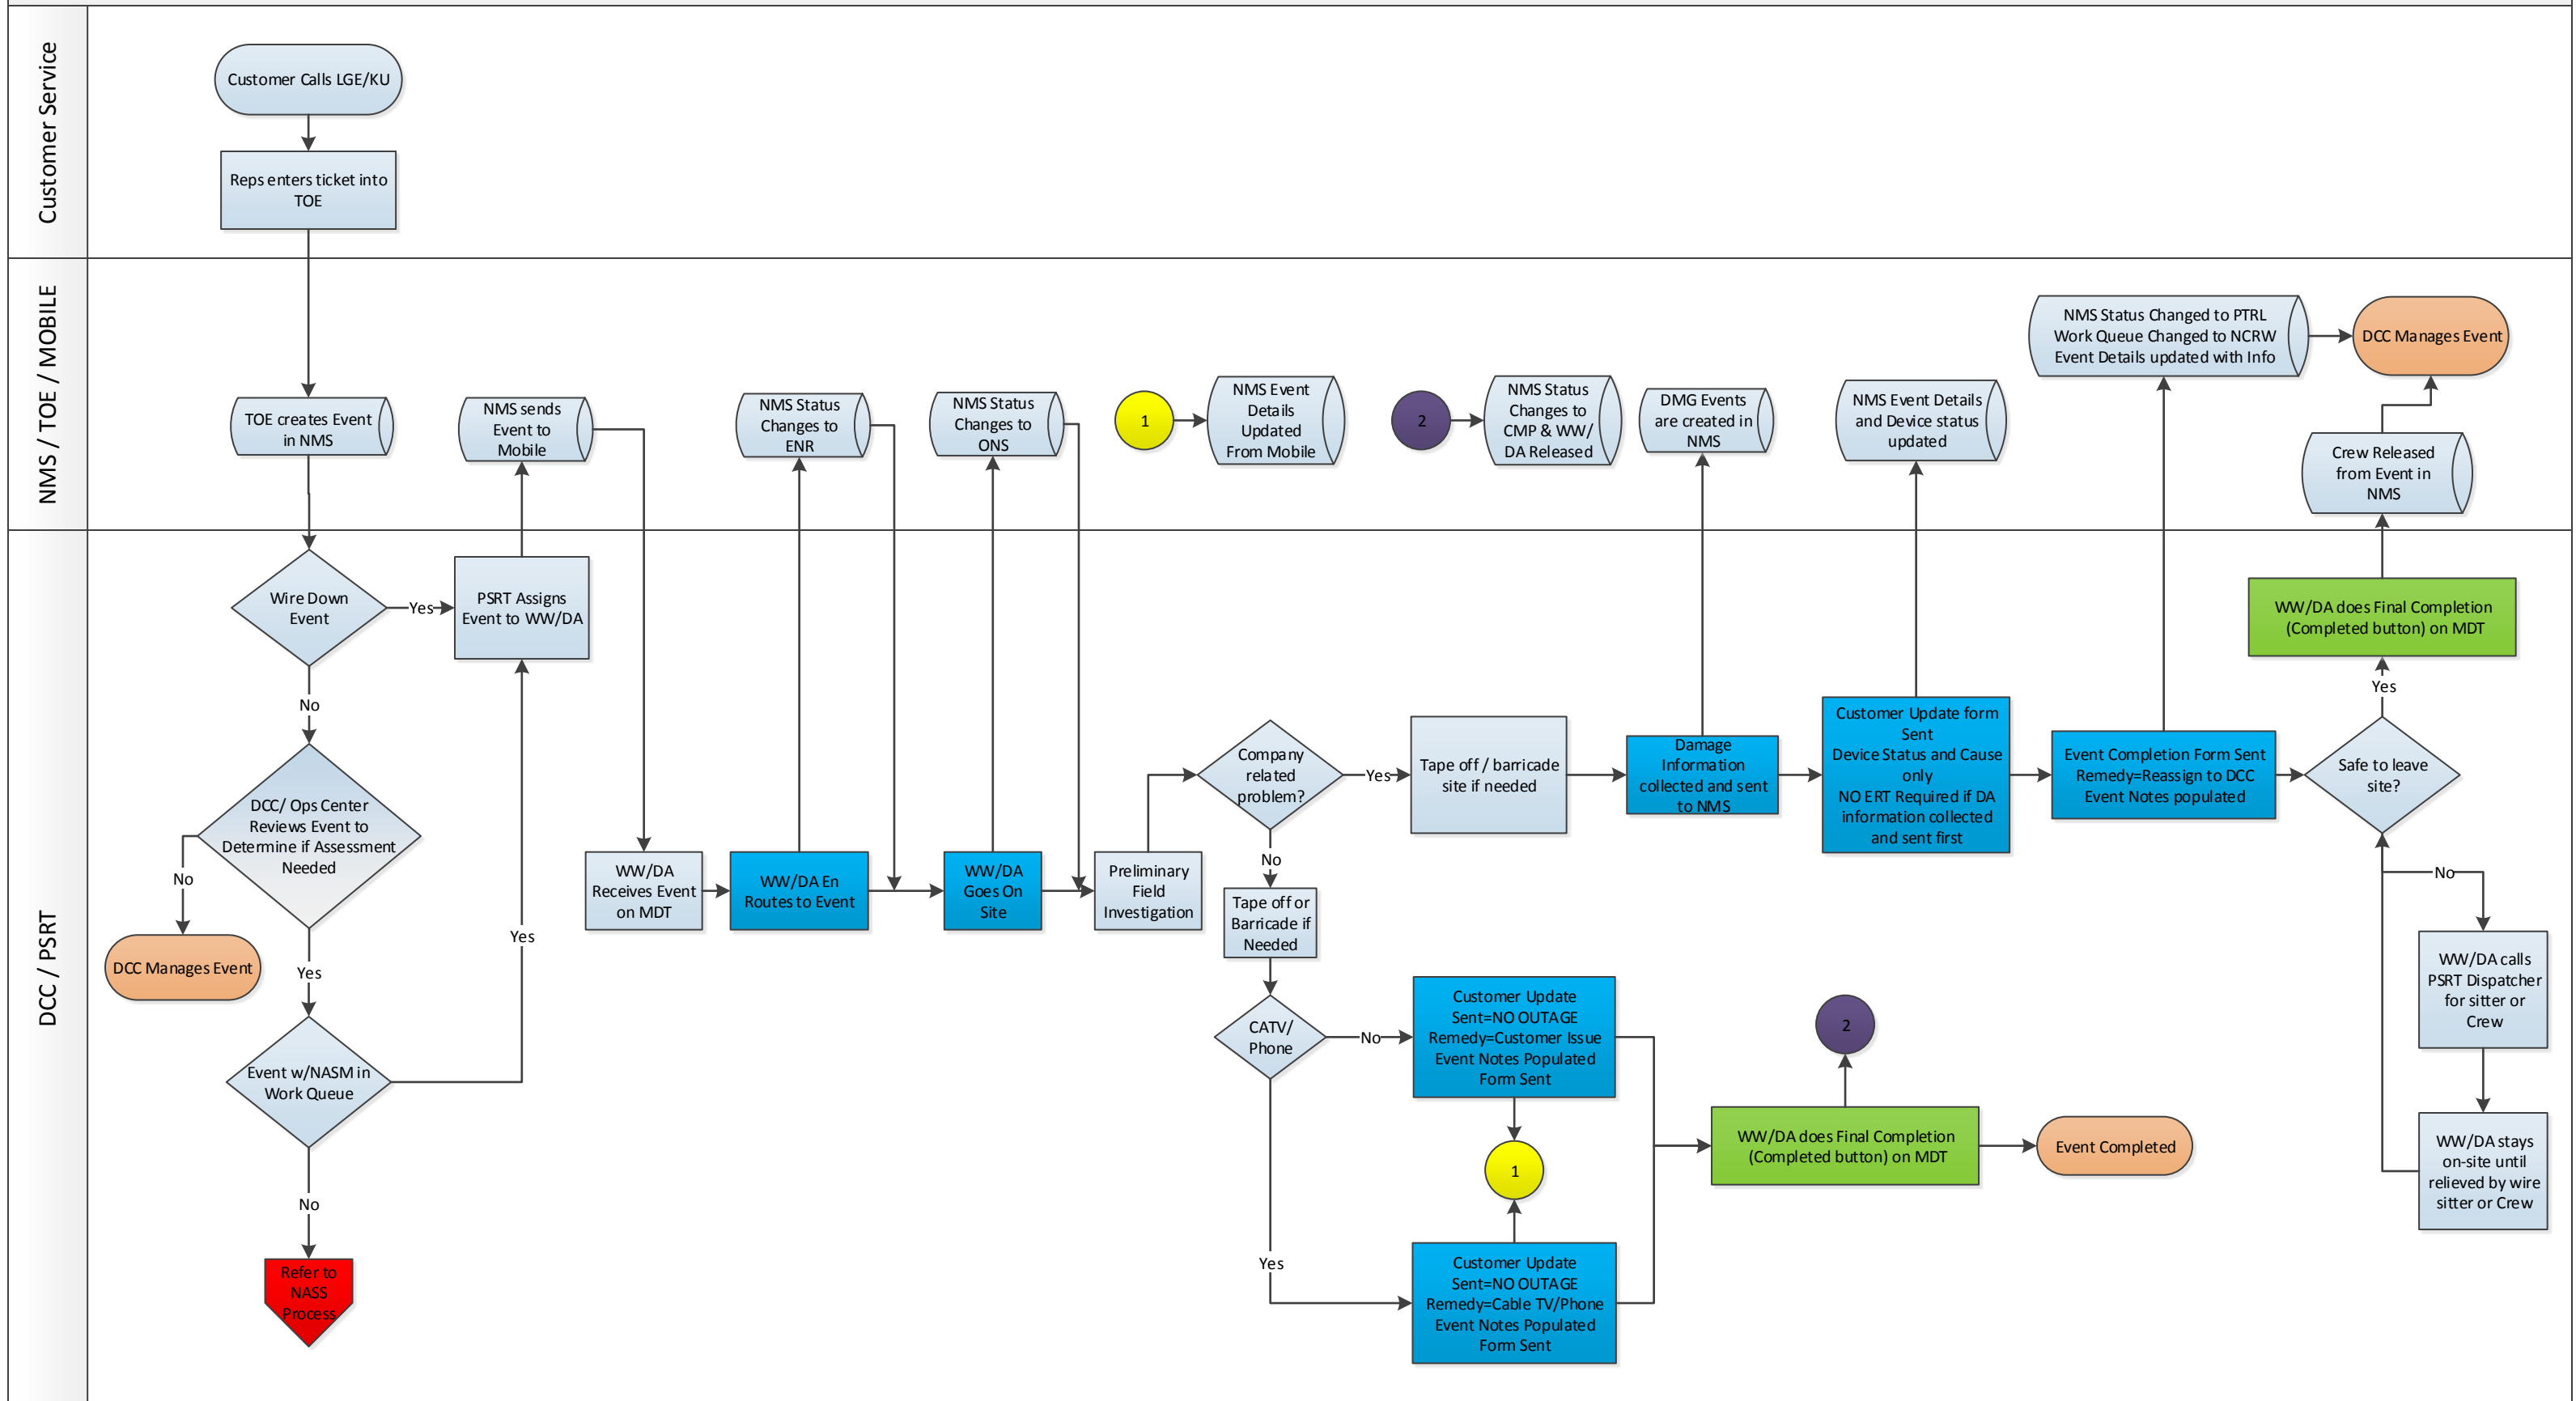 Customer Service
Customer Calls LGE/KU
Reps enters ticket into
TOE
NMS / TOE / MOBILE
TOE creates Event
in NMS
NMS sends
Event to
Mobile
NMS Status
Changes to
ENR
NMS Status
Changes to
ONS
1
NMS Event
Details
Updated
From Mobile
2
NMS Status
Changes to
CMP & WW/
DA Released
DMG Events
are created in
NMS
NMS Event Details
and Device status
updated
NMS Status Changed to PTRL
Work Queue Changed to NCRW
Event Details updated with Info
DCC Manages Event
Crew Released
from Event in
NMS
DCC / PSRT
Wire Down
Event
Yes
PSRT Assigns
Event to WW/DA
No
DCC/ Ops Center
Reviews Event to
Determine if Assessment
Needed
No
DCC Manages Event
Yes
Event w/NASM in
Work Queue
Yes
No
Refer to
NASS
Process
WW/DA
Receives Event
on MDT
WW/DA En
Routes to Event
WW/DA
Goes On
Site
Preliminary
Field
Investigation
Company
related
problem?
Yes
Tape off / barricade
site if needed
Damage
Information
collected and sent
to NMS
Customer Update form
Sent
Device Status and Cause
only
NO ERT Required if DA
information collected
and sent first
Event Completion Form Sent
Remedy=Reassign to DCC
Event Notes populated
Safe to leave
site?
Yes
WW/DA does Final Completion
(Completed button) on MDT
No
WW/DA calls
PSRT Dispatcher
for sitter or
Crew
WW/DA stays
on-site until
relieved by wire
sitter or Crew
No
Tape off or
Barricade if
Needed
CATV/
Phone
No
Customer Update
Sent=NO OUTAGE
Remedy=Customer Issue
Event Notes Populated
Form Sent
1
Yes
Customer Update
Sent=NO OUTAGE
Remedy=Cable TV/Phone
Event Notes Populated
Form Sent
2
WW/DA does Final Completion
(Completed button) on MDT
Event Completed